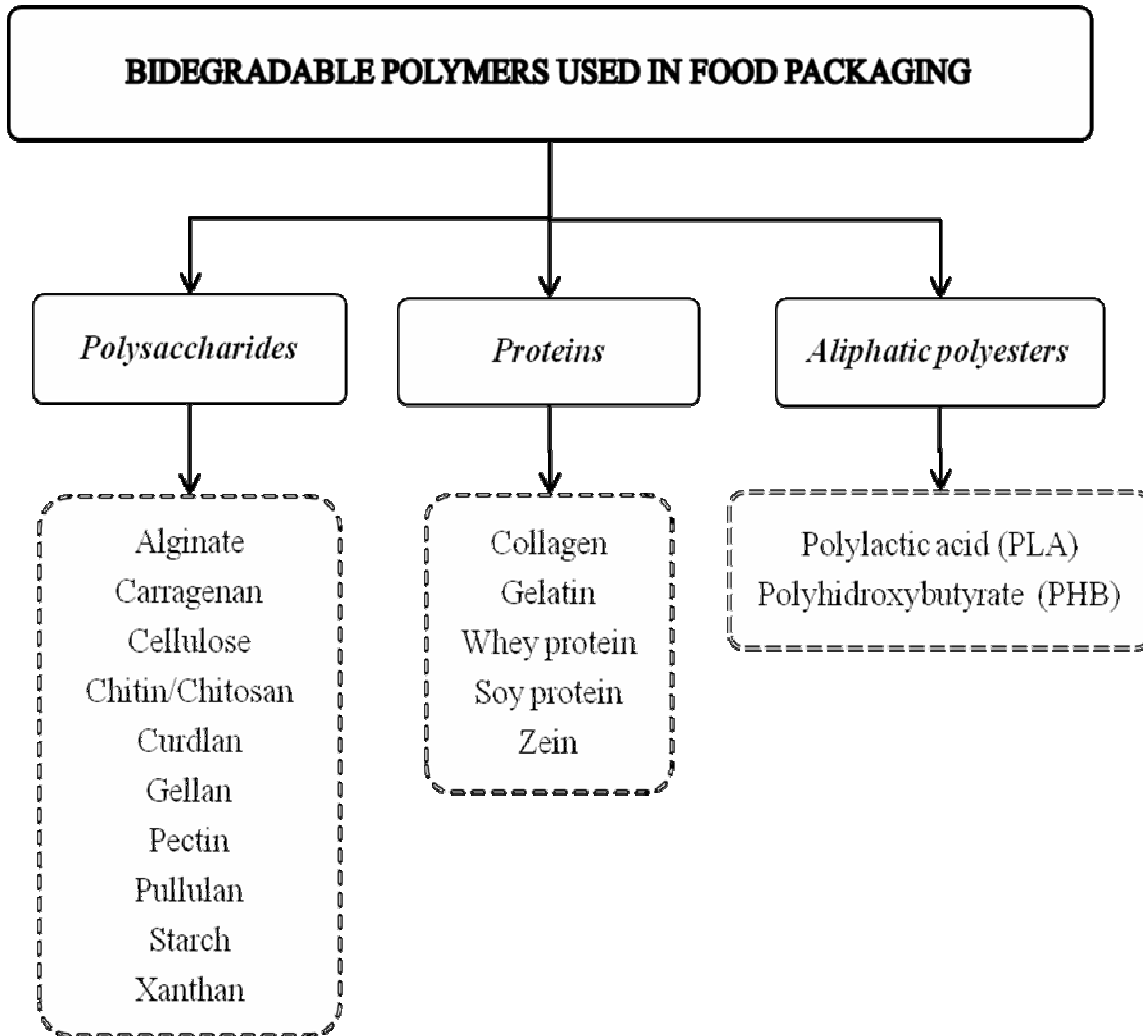 BIDEGRADABLE POLYMERS USED IN FOOD PACKAGING
Polysaccharides
Proteins
Aliphatic polyesters
Alginate
Carragenan
Cellulose
Chitin/Chitosan
Curdlan
Gellan
Pectin
Pullulan
Starch
Xanthan
Collagen
Gelatin
Whey protein
Soy protein
Zein
Polylactic acid (PLA)
Polyhidroxybutyrate (PHB)